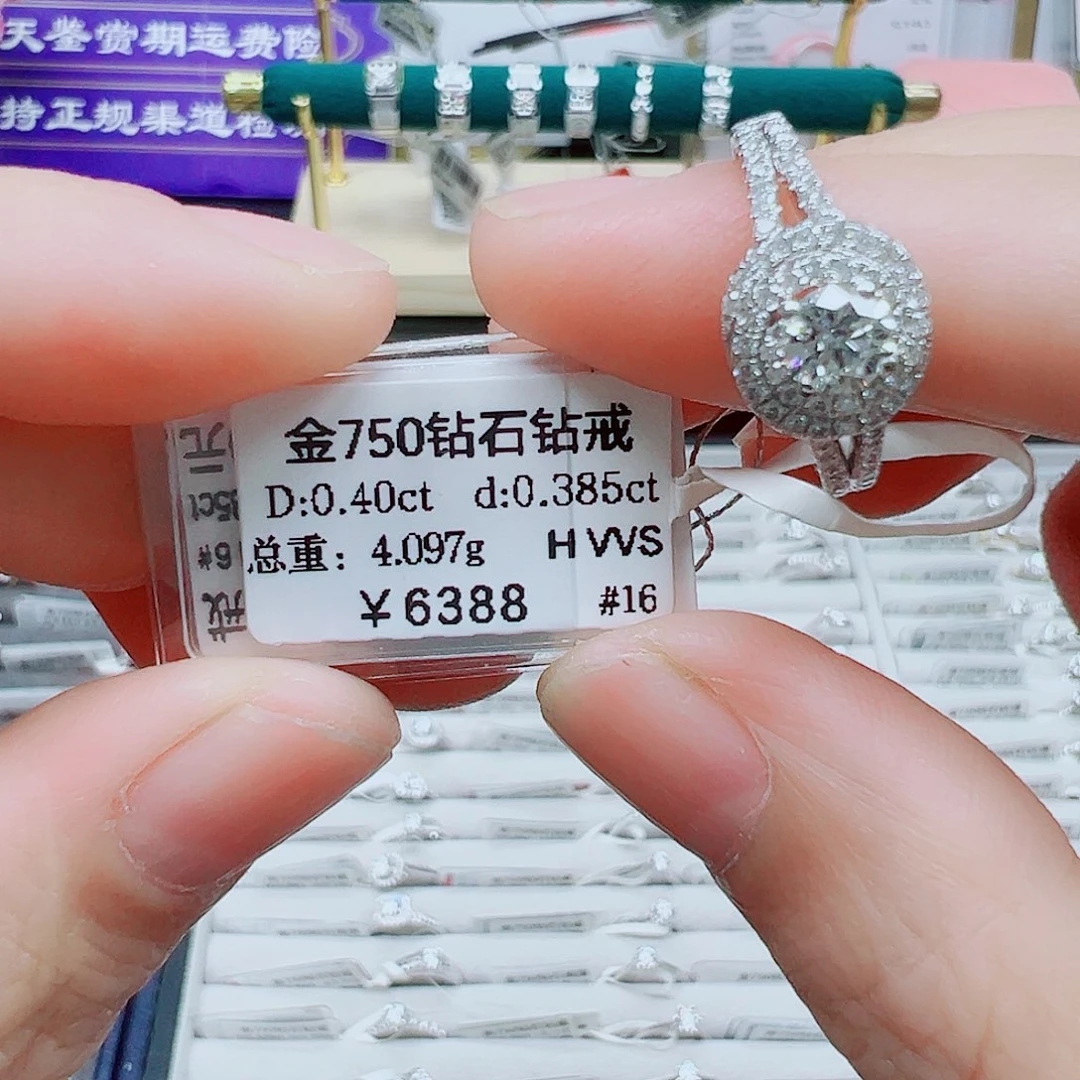 天鉴赏期运费险
持正规渠道检
金750钻石钻戒
D:0.40ct d:0.385ct
总重: 4.097g H VVS
￥6388 #16